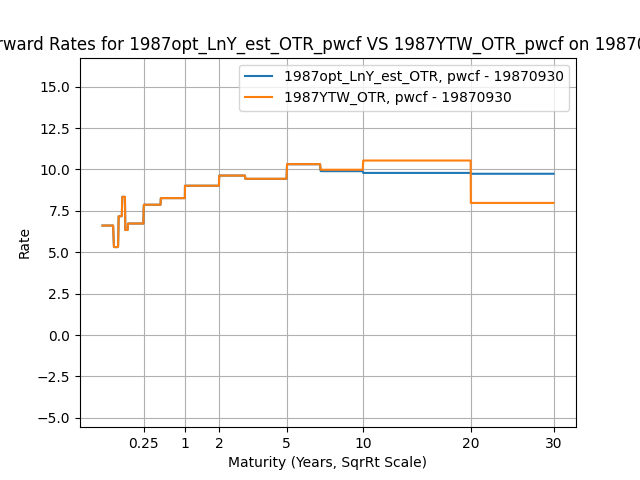 rward Rates for 1987opt_LnY_est_OTR_pwcf VS 1987YTW_OTR_pwcf on 19870
1987opt_LnY_est_OTR, pwcf - 19870930
1987YTW_OTR, pwcf - 19870930
15.0
12.5
10.0
7.5
5.0
2.5
0.0
−2.5
−5.0
Rate
0.25 1 2 5 10 20 30
Maturity (Years, SqrRt Scale)